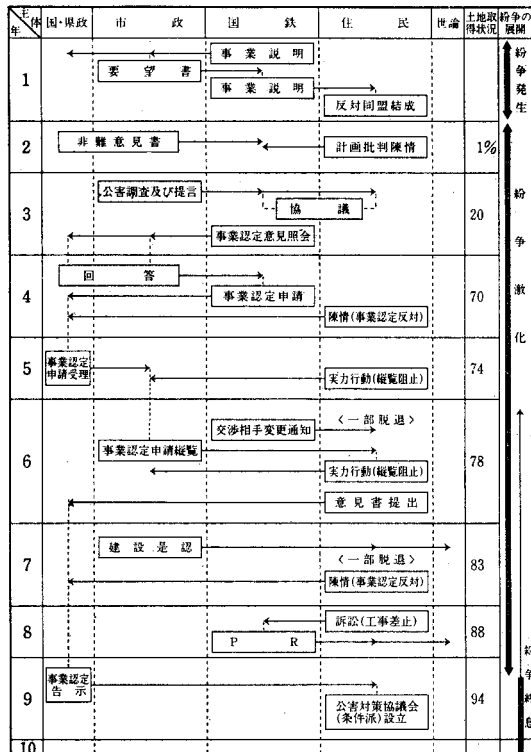 主体
年
国・県政
市政
国鉄
住民
世論
土地取得状況
紛争の展開
1
事業説明
要望書
事業説明
反対同盟結成
紛争発生
2
非難意見書
計画批判陳情
1%
3
公害調査及び提言
協議
事業認定意見照会
20
紛争激化
4
回答
事業認定申請
陳情(事業認定反対)
70
5
事業認定
申請受理
実力行動(縦覧阻止)
74
6
交渉相手変更通知
<一部脱退>
事業認定申請縦覧
実力行動(縦覧阻止)
意見書提出
78
7
建設是認
<一部脱退>
陳情(事業認定反対)
83
8
訴訟(工事差止)
PR
88
9
事業認定
告示
公害対策協議会
(条件派)設立
94
紛争終息
10